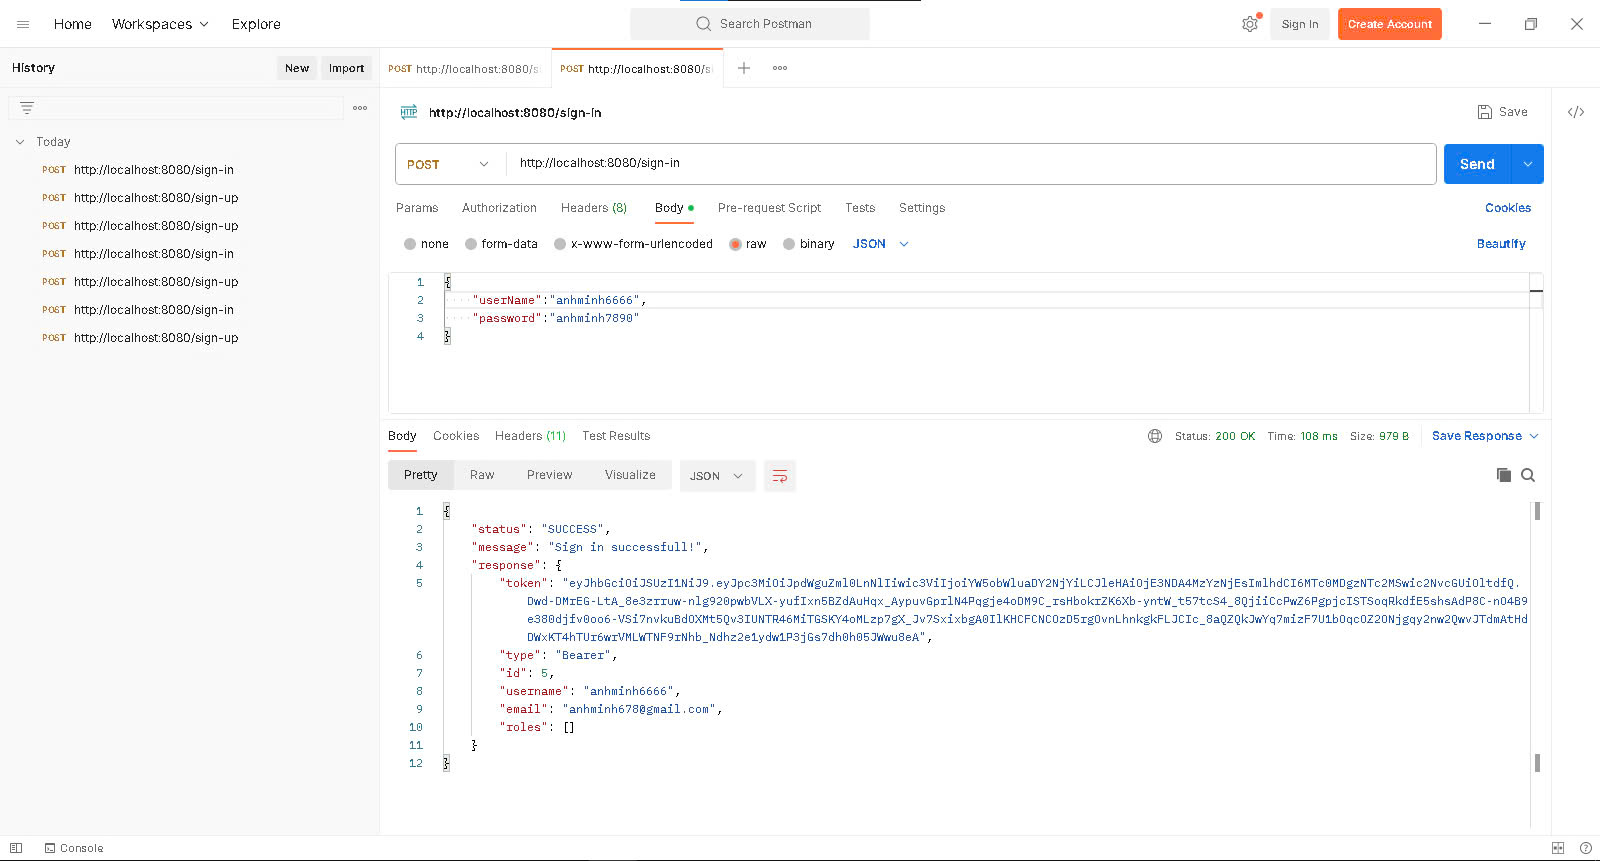 Home Workspaces Explore Search Postman Sign In Create Account
History New Import
POST http://localhost:8080/s POST http://localhost:8080/s
HTTP http://localhost:8080/sign-in Save
Today
POST http://localhost:8080/sign-in
POST http://localhost:8080/sign-up
POST http://localhost:8080/sign-up
POST http://localhost:8080/sign-in
POST http://localhost:8080/sign-up
POST http://localhost:8080/sign-in
POST http://localhost:8080/sign-up
POST http://localhost:8080/sign-in Send
Params Authorization Headers (8) Body Pre-request Script Tests Settings Cookies
none form-data x-www-form-urlencoded raw binary JSON Beautify
1 {
2 "userName":"anhminh6666",
3 "password":"anhminh7890"
4 }
Body Cookies Headers (11) Test Results Status: 200 OK Time: 108 ms Size: 979 B Save Response
Pretty Raw Preview Visualize JSON
1 {
2 "status": "SUCCESS",
3 "message": "Sign in successfull!",
4 "response": {
5 "token": "eyJhbGciOiJSUzI1NiJ9.eyJpc3MiOiJpdWguZml0LnNlIiwic3ViIjoiYW5obWluaDY2NjYiLCJleHAiOjE3NDA4MzYzNjEsImlhdCI6MTc0MDgzNTc2MSwic2NvcGUiOltdfQ.
Dwd-DMrEG-LtA_8e3zrruw-nlg920pwbVLX-yufIxn5BZdAuHqx_AypuvGprlN4Pqgje4oDM9C_rsHbokrZK6Xb-yntW_t57tcS4_8QjiiCcPwZ6PgpjcISTSoqRkdfE5shsAdP8C-nO4B9
e380djfv0oo6-VSi7nvkuBdOXMt5Qv3IUNTR46MiTGSKY4oMLzp7gX_Jv7SxixbgA0IlKHCFCNCOzD5rgOvnLhnkgkFLJCIc_8aQZQkJwYq7mizF7U1bOqcOZ2ONjgqy2nw2QwvJTdmAtHd
DWxKT4hTUr6wrVMLWTNF9rNhb_Ndhz2e1ydw1P3jGs7dh0h05JWwu8eA",
6 "type": "Bearer",
7 "id": 5,
8 "username": "anhminh6666",
9 "email": "anhminh678@gmail.com",
10 "roles": []
11 }
12 }
Console